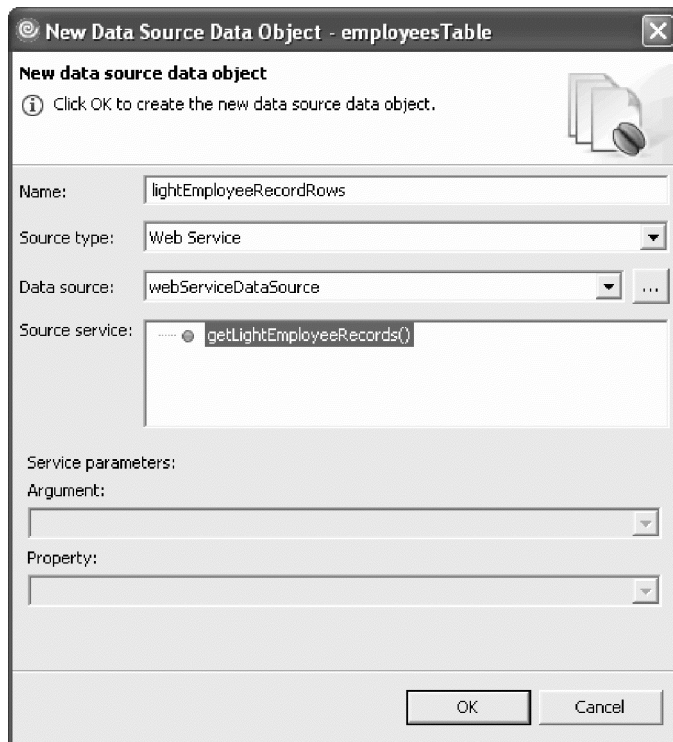 New Data Source Data Object - employeesTable
New data source data object
Click OK to create the new data source data object.
Name: lightEmployeeRecordRows
Source type: Web Service
Data source: webServiceDataSource ...
Source service: getLightEmployeeRecords()
Service parameters:
Argument:
Property:
OK Cancel